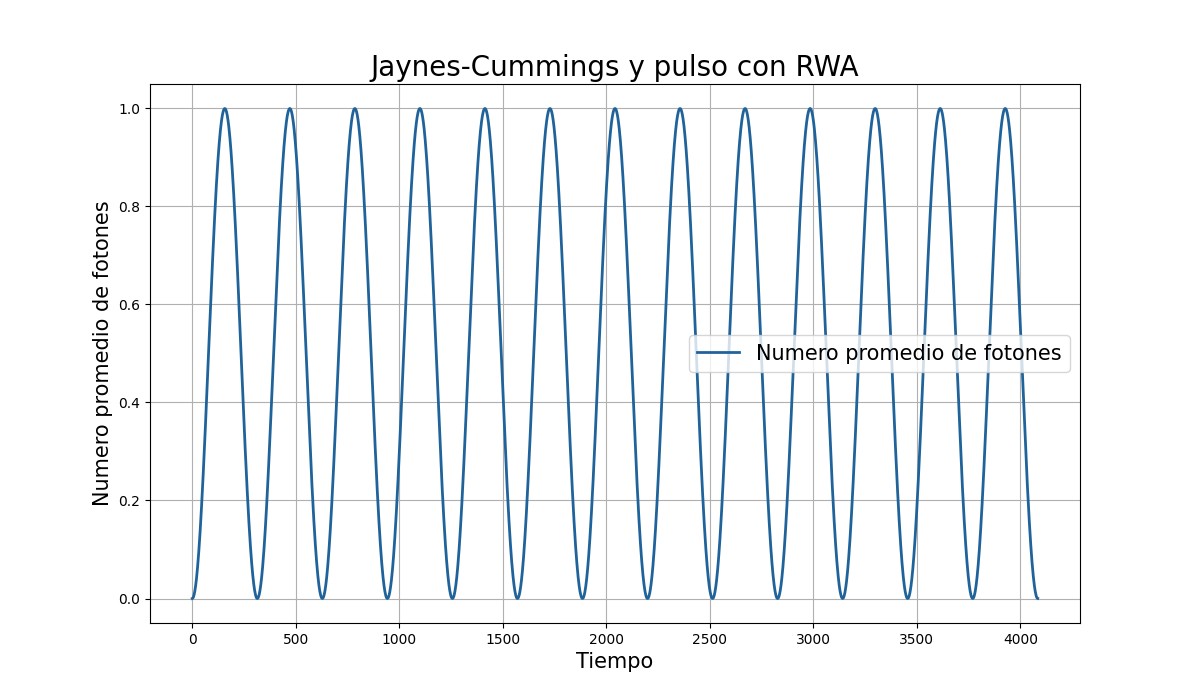 Jaynes-Cummings y pulso con RWA
Numero promedio de fotones
1.0
0.8
0.6
0.4
0.2
0.0
Numero promedio de fotones
0 500 1000 1500 2000 2500 3000 3500 4000
Tiempo